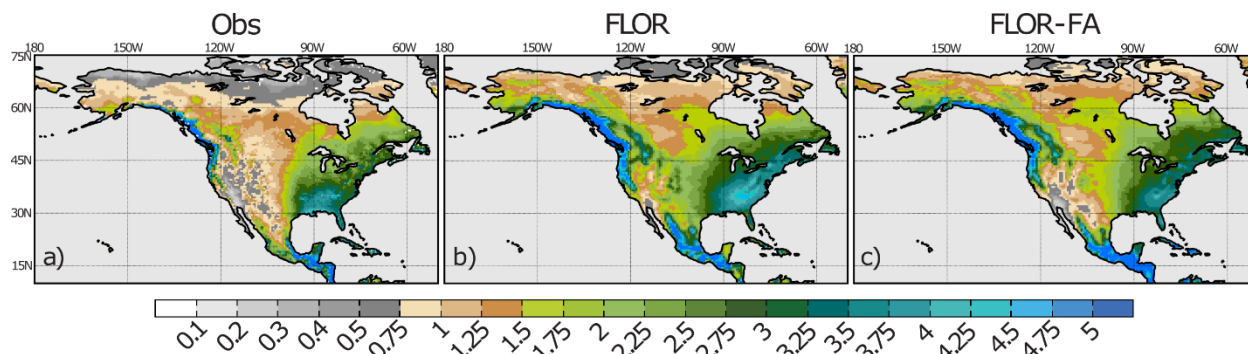 Obs FLOR FLOR-FA
180 150W 120W 90W 60W 180 150W 120W 90W 60W 180 150W 120W 90W 60W
75N
60N
45N
30N
15N
a) b) c)
0.1 0.2 0.3 0.4 0.5 0.75 1 1.25 1.5 1.75 2 2.25 2.5 2.75 3 3.25 3.5 3.75 4 4.25 4.5 4.75 5